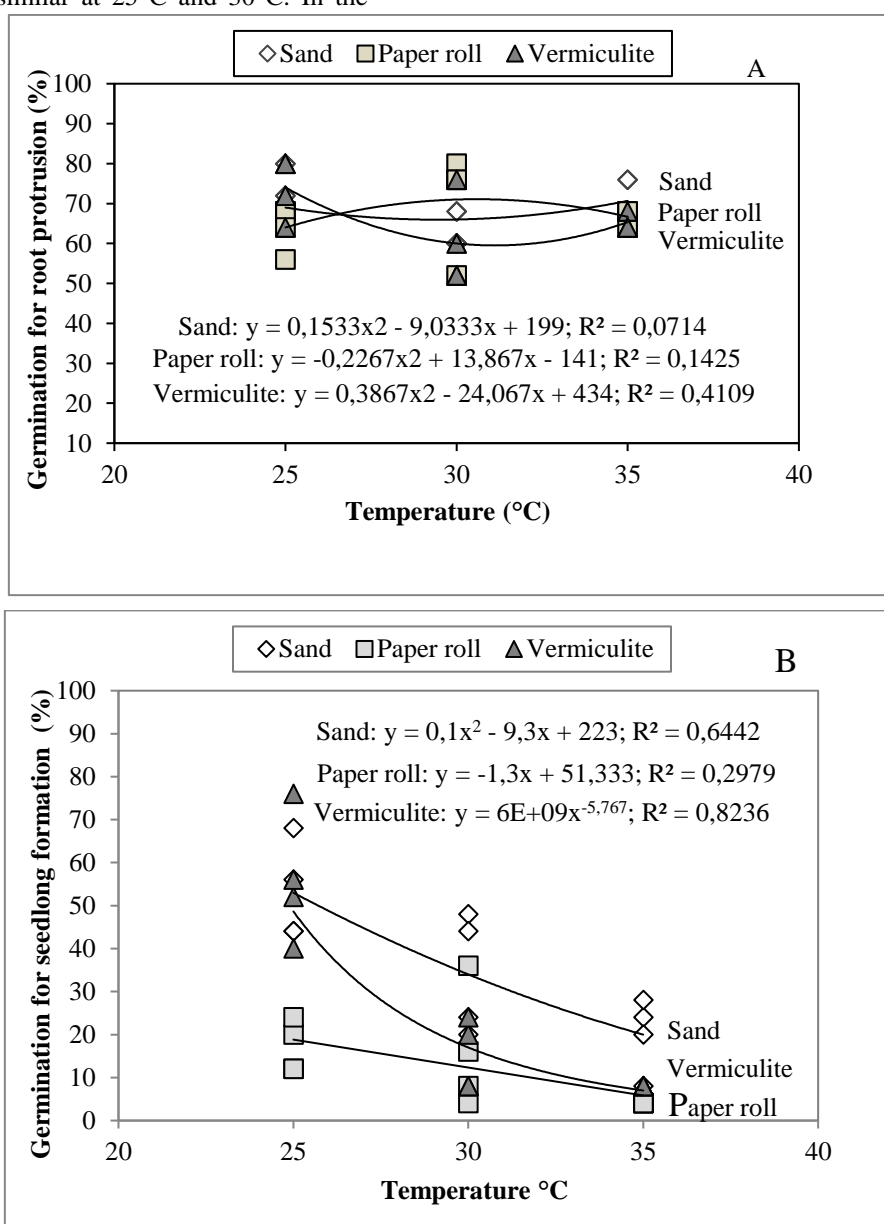 similar at 25 C and 30 C. In the
Sand Paper roll Vermiculite
A
Germination for root protrusion (%)
100
90
80
70
60
50
40
30
20
10
Sand
Paper roll
Vermiculite
Sand: y = 0,1533x2 - 9,0333x + 199; R² = 0,0714
Paper roll: y = -0,2267x2 + 13,867x - 141; R² = 0,1425
Vermiculite: y = 0,3867x2 - 24,067x + 434; R² = 0,4109
20 25 30 35 40
Temperature (°C)
Sand Paper roll Vermiculite
B
Germination for seedlong formation (%)
100
90
80
70
60
50
40
30
20
10
0
Sand: y = 0,1x² - 9,3x + 223; R² = 0,6442
Paper roll: y = -1,3x + 51,333; R² = 0,2979
Vermiculite: y = 6E+09x⁻⁵,⁷⁶⁷; R² = 0,8236
Sand
Vermiculite
Paper roll
20 25 30 35 40
Temperature °C